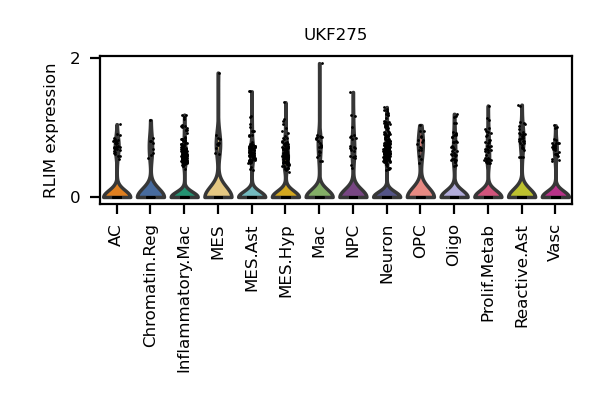 UKF275
RLIM expression
2
0
AC
Chromatin.Reg
Inflammatory.Mac
MES
MES.Ast
MES.Hyp
Mac
NPC
Neuron
OPC
Oligo
Prolif.Metab
Reactive.Ast
Vasc